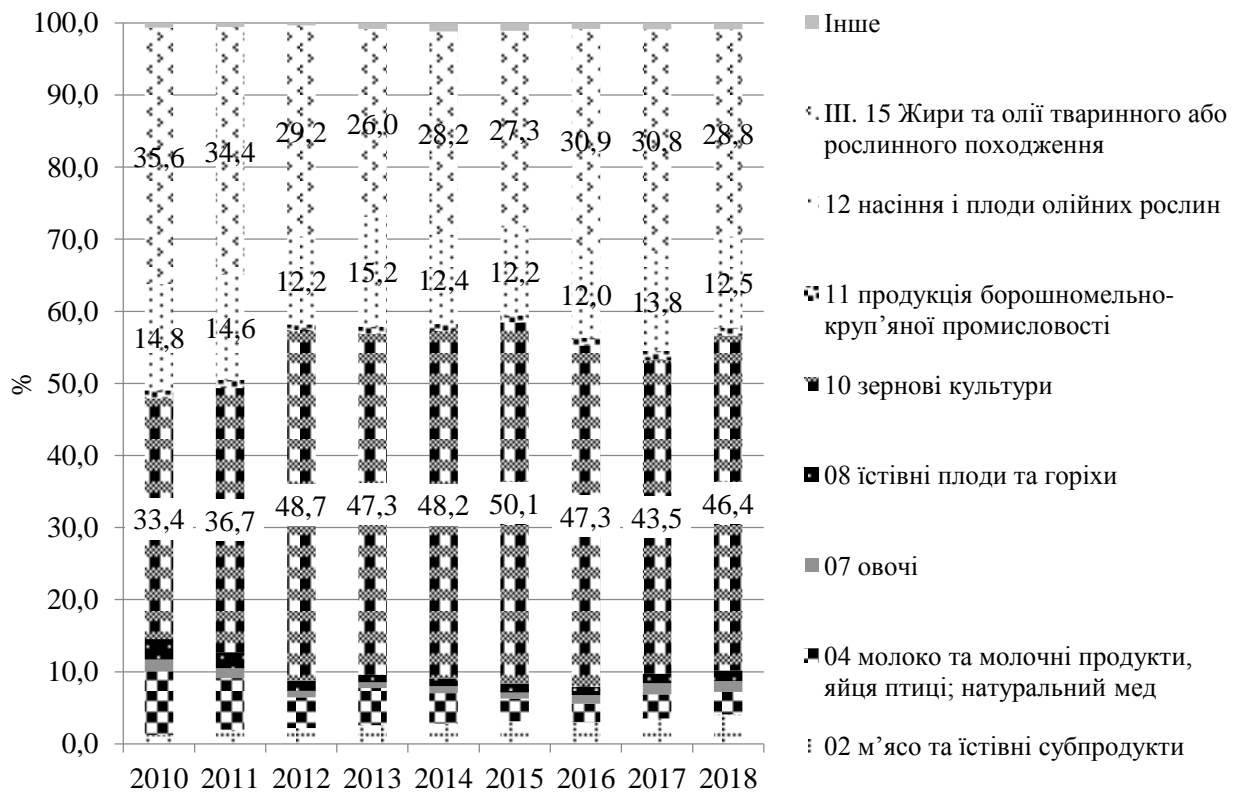 %
100,0
90,0
80,0
70,0
60,0
50,0
40,0
30,0
20,0
10,0
0,0
35,6 34,4 29,2 26,0 28,2 27,3 30,9 30,8 28,8
14,8 14,6 12,2 15,2 12,4 12,2 12,0 13,8 12,5
33,4 36,7 48,7 47,3 48,2 50,1 47,3 43,5 46,4
2010 2011 2012 2013 2014 2015 2016 2017 2018
Інше
III. 15 Жири та олії тваринного або
рослинного походження
12 насіння і плоди олійних рослин
11 продукція борошномельно-
круп’яної промисловості
10 зернові культури
08 їстівні плоди та горіхи
07 овочі
04 молоко та молочні продукти,
яйця птиці; натуральний мед
02 м’ясо та їстівні субпродукти